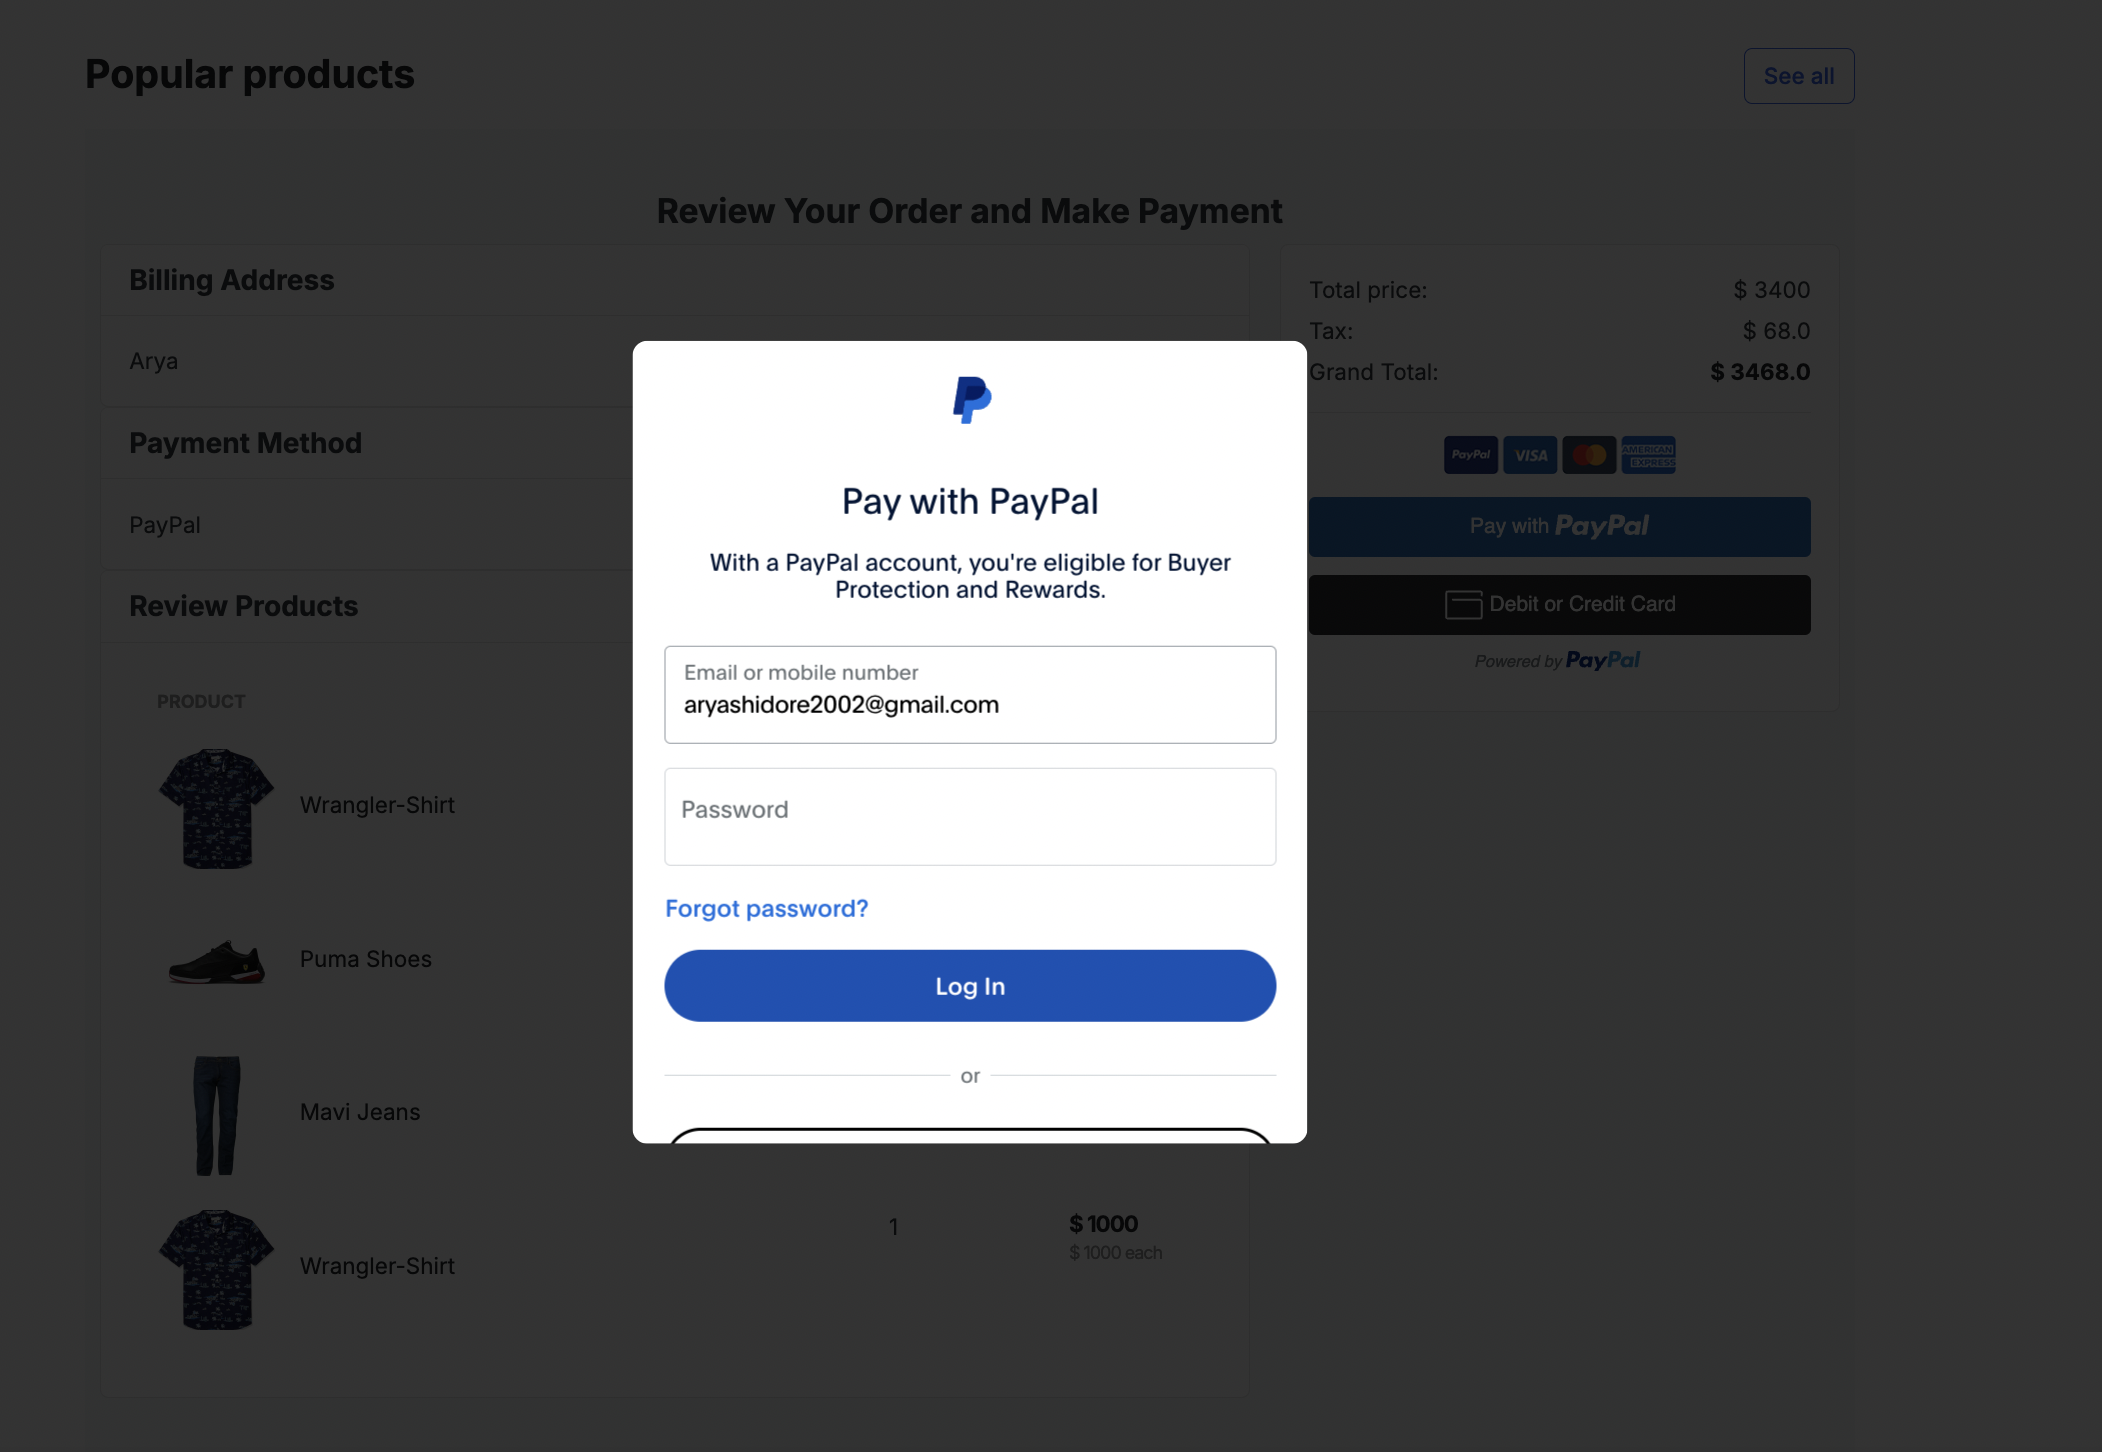 Popular products
See all
Review Your Order and Make Payment
Billing Address
Arya
Payment Method
PayPal
Review Products
PRODUCT
Wrangler-Shirt
Puma Shoes
Mavi Jeans
Wrangler-Shirt
1
$ 1000
$ 1000 each
Total price:
$ 3400
Tax:
$ 68.0
Grand Total:
$ 3468.0
PayPal
VISA
AMERICAN
EXPRESS
Pay with PayPal
Debit or Credit Card
Powered by PayPal
Pay with PayPal
With a PayPal account, you're eligible for Buyer
Protection and Rewards.
Email or mobile number
aryashidore2002@gmail.com
Password
Forgot password?
Log In
or